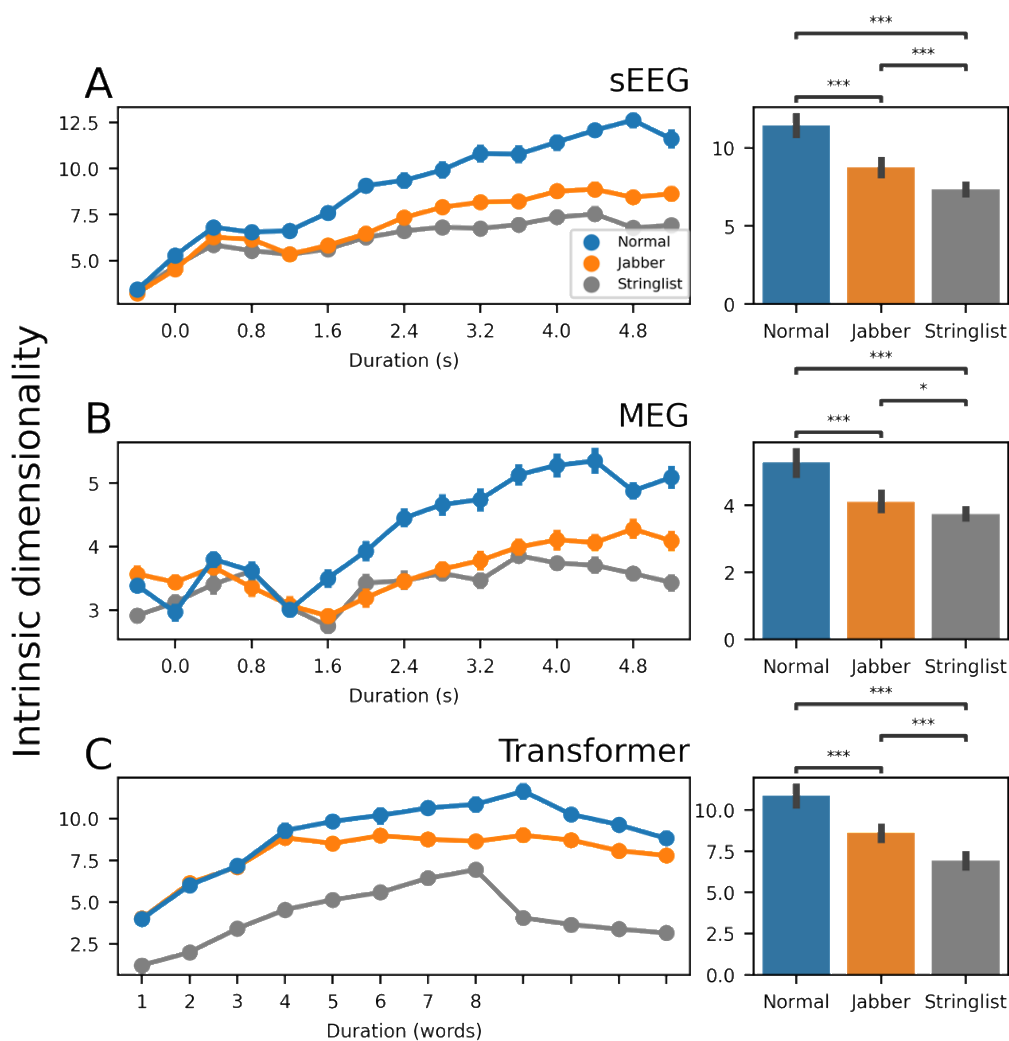 ***
***
A sEEG ***
12.5
10.0
7.5
5.0
Normal
Jabber
Stringlist
0.0 0.8 1.6 2.4 3.2 4.0 4.8
Duration (s)
10
5
0
Normal Jabber Stringlist
***
*
B MEG ***
5
4
3
0.0 0.8 1.6 2.4 3.2 4.0 4.8
Duration (s)
4
2
0
Normal Jabber Stringlist
***
***
C Transformer ***
10.0
7.5
5.0
2.5
1 2 3 4 5 6 7 8
Duration (words)
10.0
7.5
5.0
2.5
0.0
Normal Jabber Stringlist
Intrinsic dimensionality